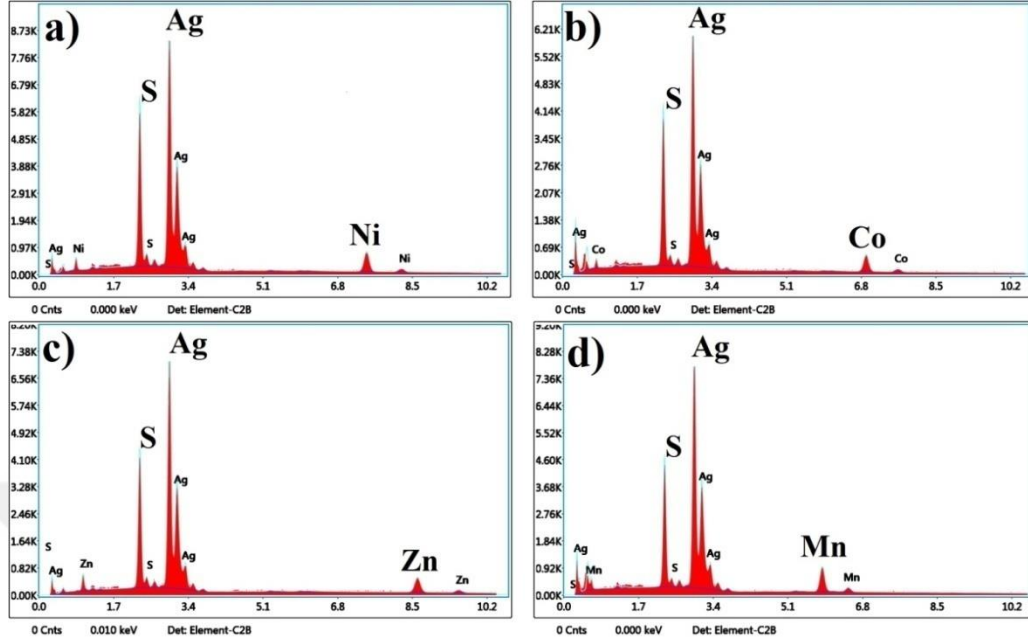 a)
Ag
8.73K
7.76K
6.79K
S
5.82K
4.85K
Ag
3.88K
2.91K
1.94K
Ag
Ni
Ag Ni S
0.97K
Ni
S
0.00K
0.0 1.7 3.4 5.1 6.8 8.5 10.2
0 Cnts 0.000 keV Det: Element-C2B
b)
Ag
6.21K
5.52K
4.83K
S
4.14K
3.45K
Ag
2.76K
2.07K
1.38K
Ag Ag
Co
Co S
0.69K
Co
S
0.00K
0.0 1.7 3.4 5.1 6.8 8.5 10.2
0 Cnts 0.000 keV Det: Element-C2B
c)
Ag
8.20K
7.38K
6.56K
5.74K
S
4.92K
4.10K
Ag
3.28K
2.46K
1.64K
S
Ag
Zn
Zn S
0.82K
Ag
Zn
0.00K
0.0 1.7 3.4 5.1 6.8 8.5 10.2
0 Cnts 0.010 keV Det: Element-C2B
d)
Ag
9.20K
8.28K
7.36K
6.44K
S
5.52K
4.60K
Ag
3.68K
2.76K
1.84K
Ag Ag
Mn
Mn S
0.92K
Mn
S
0.00K
0.0 1.7 3.4 5.1 6.8 8.5 10.2
0 Cnts 0.000 keV Det: Element-C2B